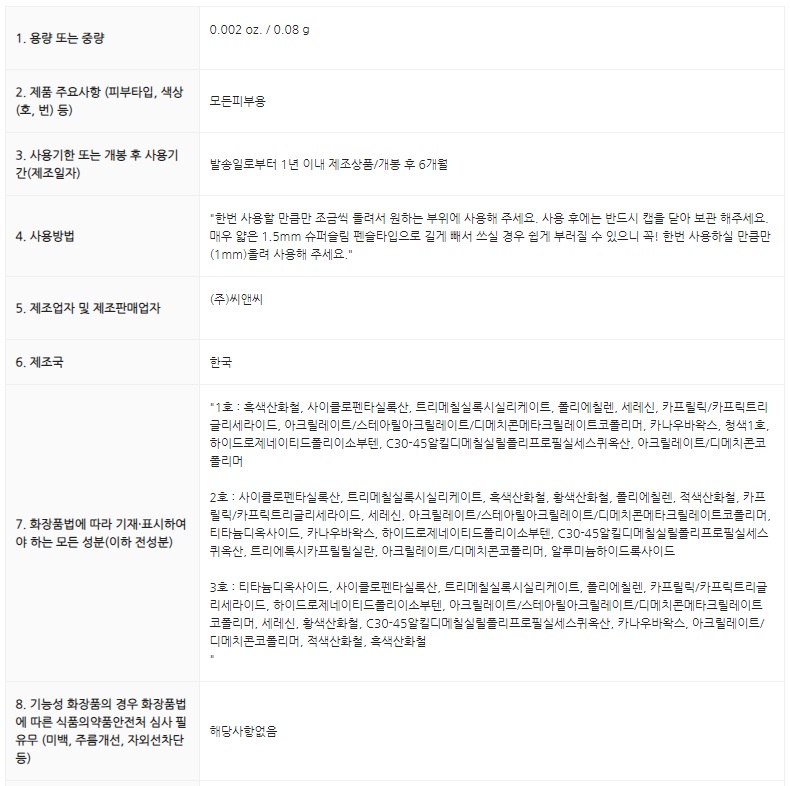 1. 용량 또는 중량
0.002 oz. / 0.08 g
2. 제품 주요사항 (피부타입, 색상
(호, 번) 등)
모든피부용
3. 사용기한 또는 개봉 후 사용기
간(제조일자)
발송일로부터 1년 이내 제조상품/개봉 후 6개월
4. 사용방법
"한번 사용할 만큼만 조금씩 돌려서 원하는 부위에 사용해 주세요. 사용 후에는 반드시 캡을 닫아 보관 해주세요.
매우 얇은 1.5mm 슈퍼슬림 펜슬타입으로 길게 빼서 쓰실 경우 쉽게 부러질 수 있으니 꼭! 한번 사용하실 만큼만
(1mm)돌려 사용해 주세요."
5. 제조업자 및 제조판매업자
(주)씨앤씨
6. 제조국
한국
7. 화장품법에 따라 기재·표시하여
야 하는 모든 성분(이하 전성분)
"1호 : 흑색산화철, 사이클로펜타실록산, 트리메칠실록시실리케이트, 폴리에칠렌, 세레신, 카프릴릭/카프릭트리
글리세라이드, 아크릴레이트/스테아릴아크릴레이트/디메치콘메타크릴레이트코폴리머, 카나우바왁스, 청색1호,
하이드로제네이티드폴리이소부텐, C30-45알킬디메칠실릴폴리프로필실세스퀴옥산, 아크릴레이트/디메치콘코
폴리머
2호 : 사이클로펜타실록산, 트리메칠실록시실리케이트, 흑색산화철, 황색산화철, 폴리에칠렌, 적색산화철, 카프
릴릭/카프릭트리글리세라이드, 세레신, 아크릴레이트/스테아릴아크릴레이트/디메치콘메타크릴레이트코폴리머,
티타늄디옥사이드, 카나우바왁스, 하이드로제네이티드폴리이소부텐, C30-45알킬디메칠실릴폴리프로필실세스
퀴옥산, 트리에톡시카프릴릴실란, 아크릴레이트/디메치콘코폴리머, 알루미늄하이드록사이드
3호 : 티타늄디옥사이드, 사이클로펜타실록산, 트리메칠실록시실리케이트, 폴리에칠렌, 카프릴릭/카프릭트리글
리세라이드, 하이드로제네이티드폴리이소부텐, 아크릴레이트/스테아릴아크릴레이트/디메치콘메타크릴레이트
코폴리머, 세레신, 황색산화철, C30-45알킬디메칠실릴폴리프로필실세스퀴옥산, 카나우바왁스, 아크릴레이트/
디메치콘코폴리머, 적색산화철, 흑색산화철
"
8. 기능성 화장품의 경우 화장품법
에 따른 식품의약품안전처 심사 필
유무 (미백, 주름개선, 자외선차단
등)
해당사항없음